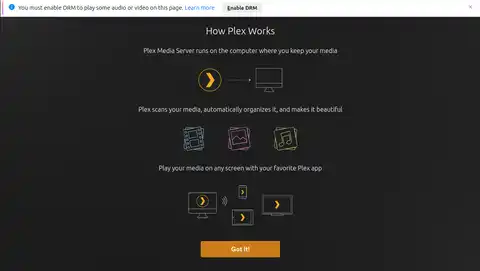 You must enable DRM to play some audio or video on this page. Learn more Enable DRM
How Plex Works
Plex Media Server runs on the computer where you keep your media
Plex scans your media, automatically organizes it, and makes it beautiful
Play your media on any screen with your favorite Plex app
Got it!